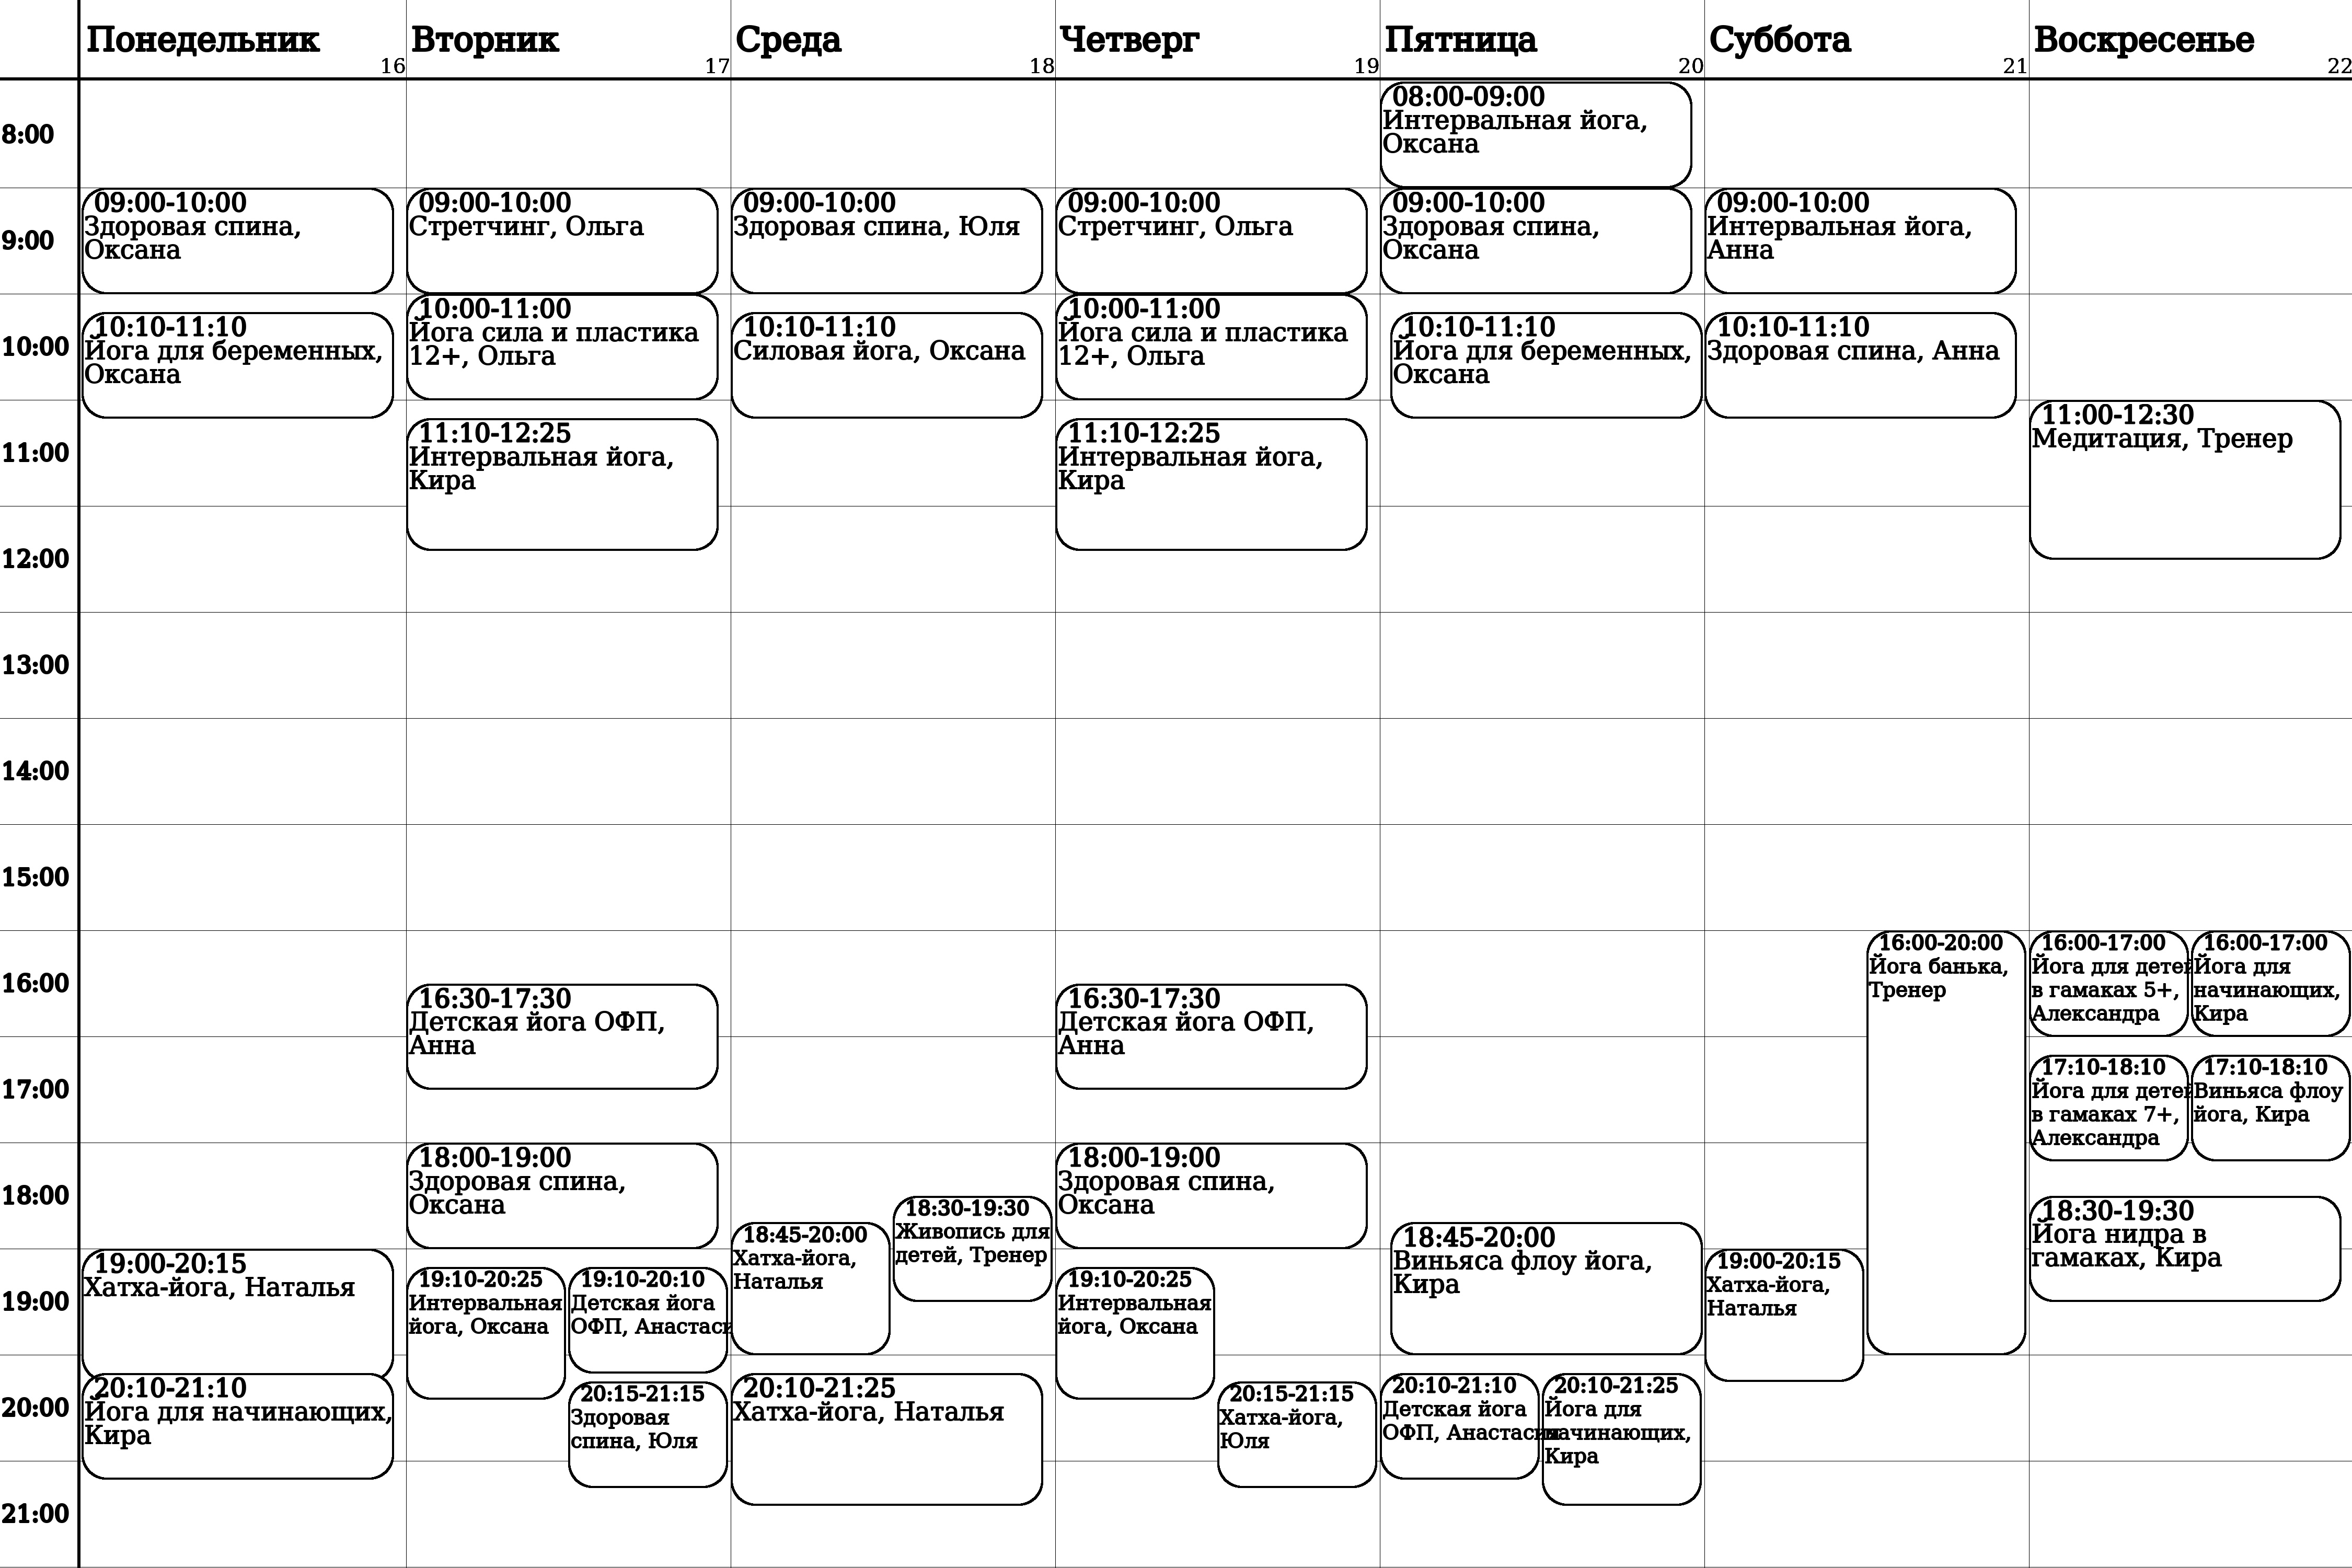 Понедельник
16
Вторник
17
Среда
18
Четверг
19
Пятница
20
Суббота
21
Воскресенье
22
8:00
9:00
10:00
11:00
12:00
13:00
14:00
15:00
16:00
17:00
18:00
19:00
20:00
21:00
09:00-10:00
Здоровая спина,
Оксана
10:10-11:10
Йога для беременных,
Оксана
19:00-20:15
Хатха-йога, Наталья
20:10-21:10
Йога для начинающих,
Кира
09:00-10:00
Стретчинг, Ольга
10:00-11:00
Йога сила и пластика
12+, Ольга
11:10-12:25
Интервальная йога,
Кира
16:30-17:30
Детская йога ОФП,
Анна
18:00-19:00
Здоровая спина,
Оксана
19:10-20:25
Интервальная
йога, Оксана
19:10-20:10
Детская йога
ОФП, Анастаси
20:15-21:15
Здоровая
спина, Юля
09:00-10:00
Здоровая спина, Юля
10:10-11:10
Силовая йога, Оксана
18:45-20:00
Хатха-йога,
Наталья
18:30-19:30
Живопись для
детей, Тренер
20:10-21:25
Хатха-йога, Наталья
09:00-10:00
Стретчинг, Ольга
10:00-11:00
Йога сила и пластика
12+, Ольга
11:10-12:25
Интервальная йога,
Кира
16:30-17:30
Детская йога ОФП,
Анна
18:00-19:00
Здоровая спина,
Оксана
19:10-20:25
Интервальная
йога, Оксана
20:15-21:15
Хатха-йога,
Юля
08:00-09:00
Интервальная йога,
Оксана
09:00-10:00
Здоровая спина,
Оксана
10:10-11:10
Йога для беременных,
Оксана
18:45-20:00
Виньяса флоу йога,
Кира
20:10-21:10
Детская йога
ОФП, Анастасия
20:10-21:25
Йога для
начинающих,
Кира
09:00-10:00
Интервальная йога,
Анна
10:10-11:10
Здоровая спина, Анна
16:00-20:00
Йога банька,
Тренер
19:00-20:15
Хатха-йога,
Наталья
11:00-12:30
Медитация, Тренер
16:00-17:00
Йога для детей
в гамаках 5+,
Александра
16:00-17:00
Йога для
начинающих,
Кира
17:10-18:10
Йога для детей
в гамаках 7+,
Александра
17:10-18:10
Виньяса флоу
йога, Кира
18:30-19:30
Йога нидра в
гамаках, Кира